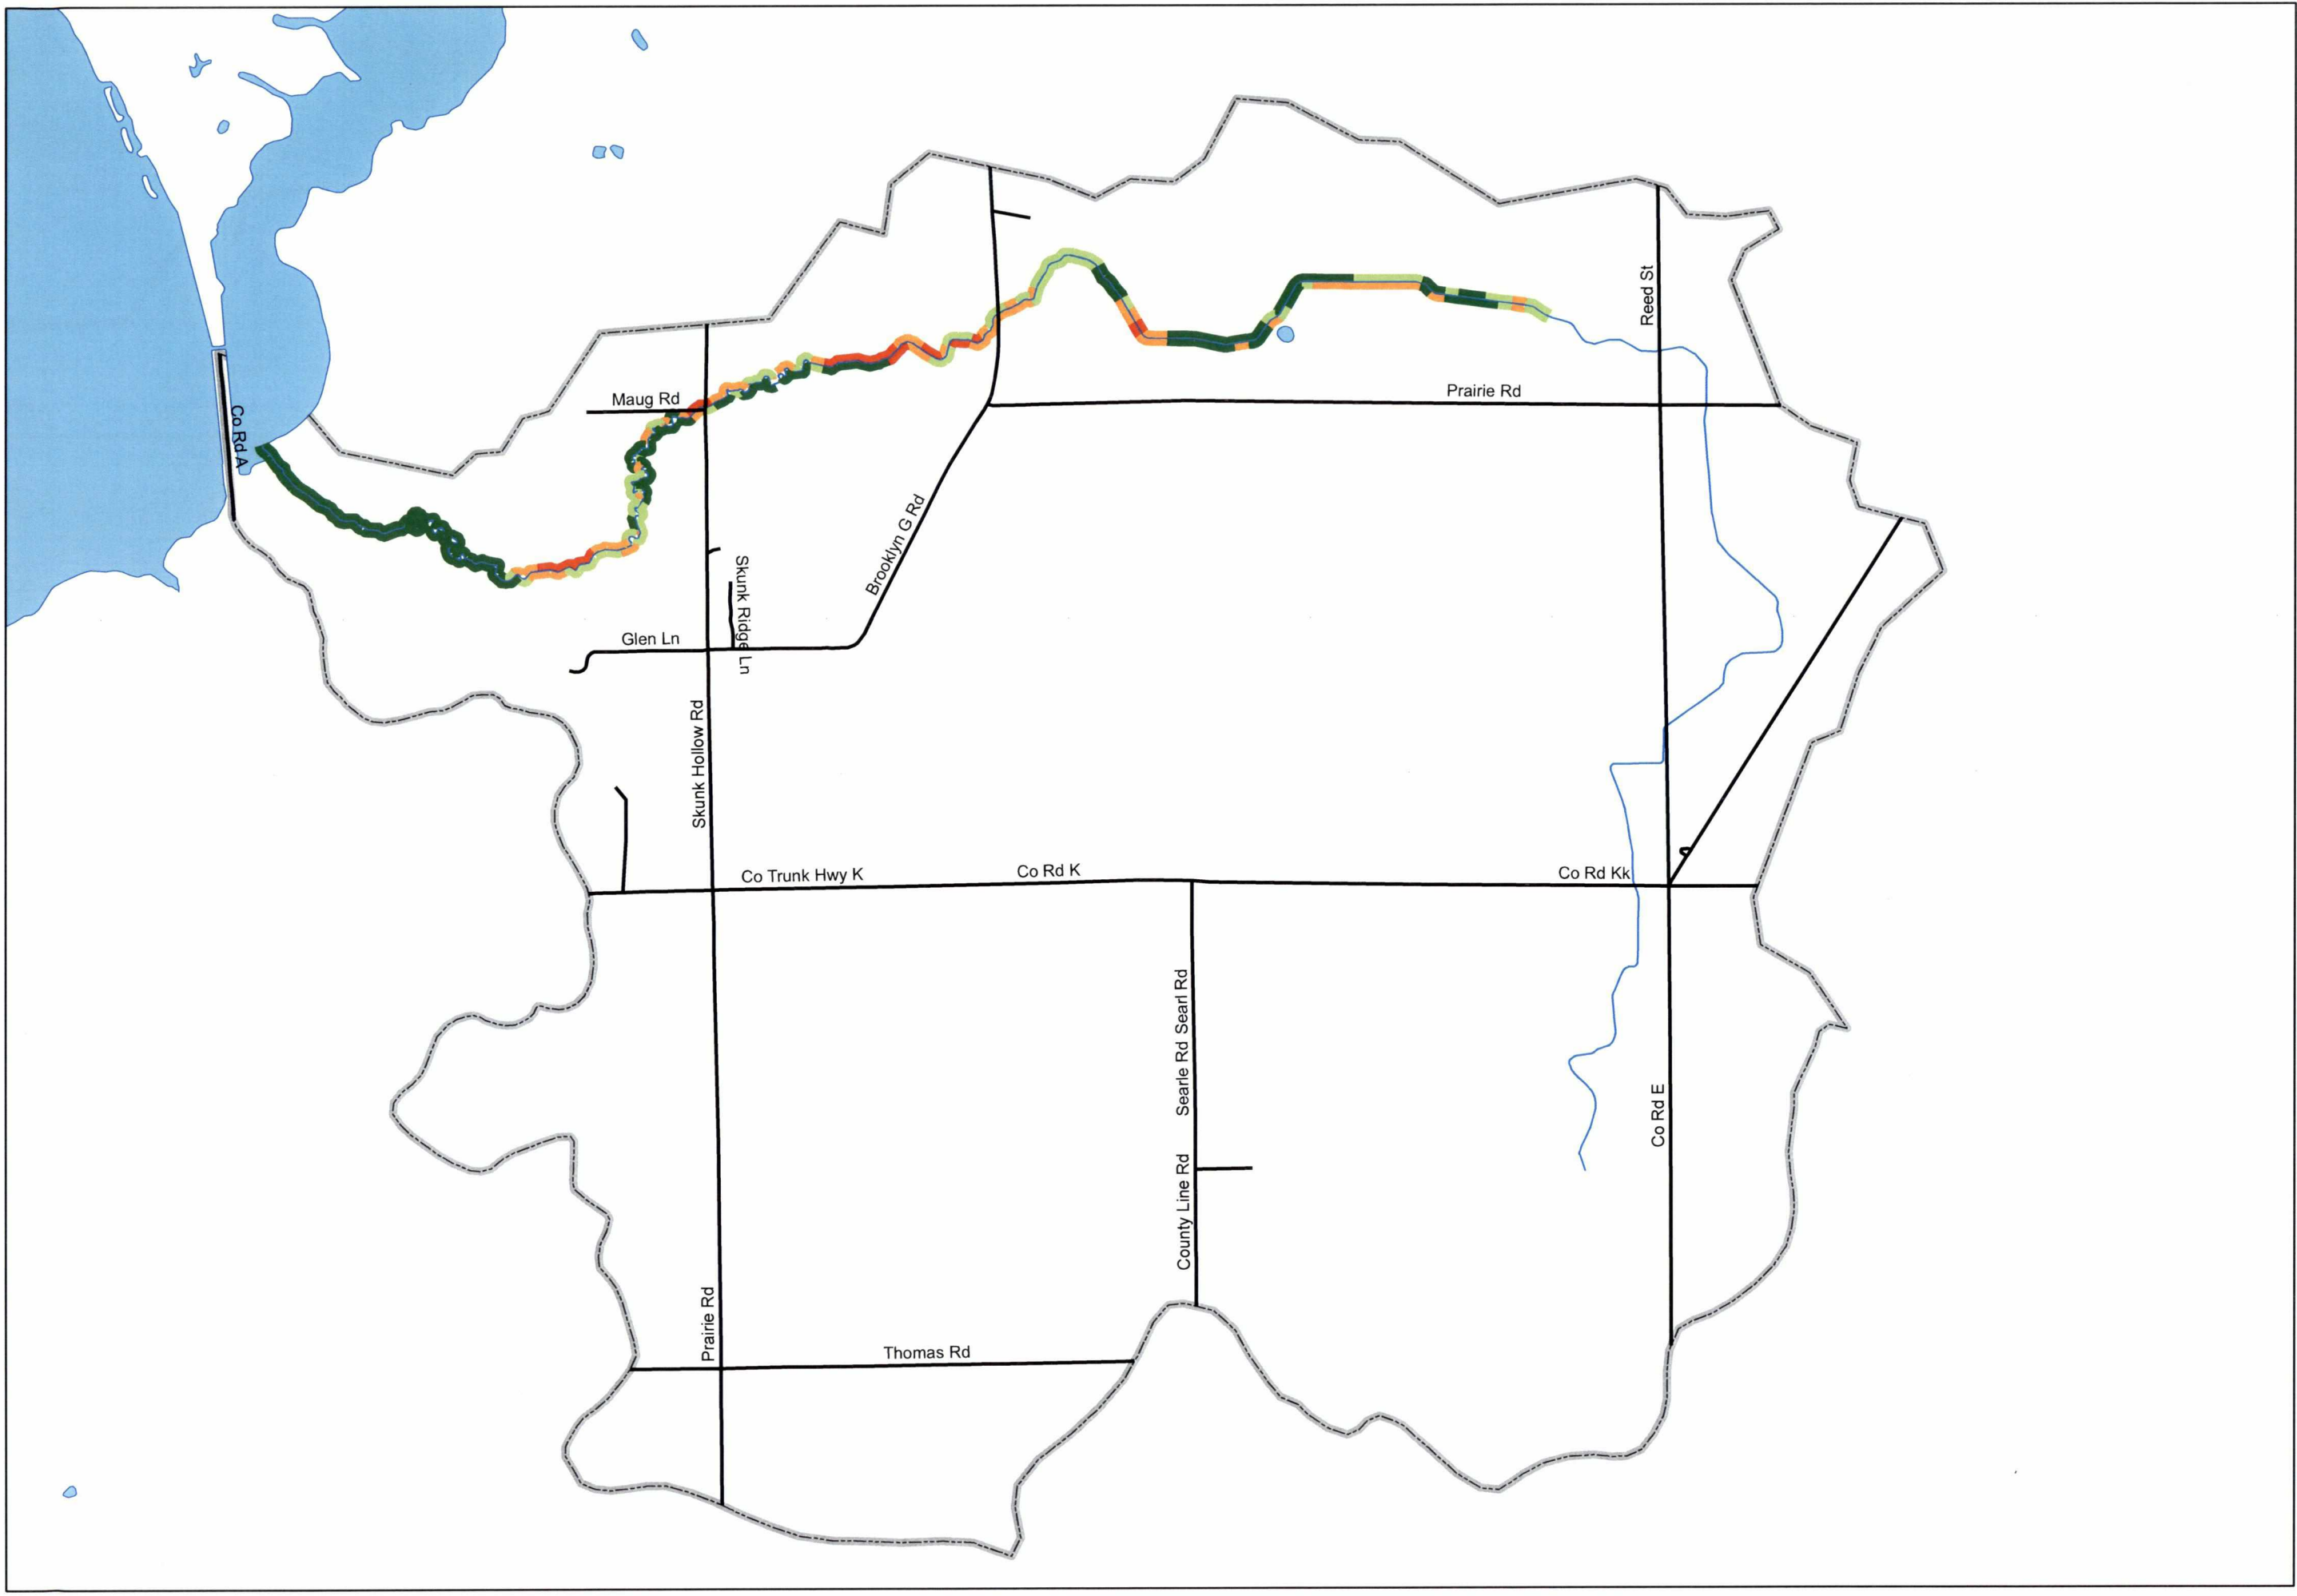 Reed St
Prairie Rd
Maug Rd
Co Rd A
Brooklyn G Rd
Skunk Ridge Ln
Glen Ln
Skunk Hollow Rd
Co Trunk Hwy K
Co Rd K
Co Rd Kk
Searle Rd Searl Rd
Co Rd E
County Line Rd
Prairie Rd
Thomas Rd